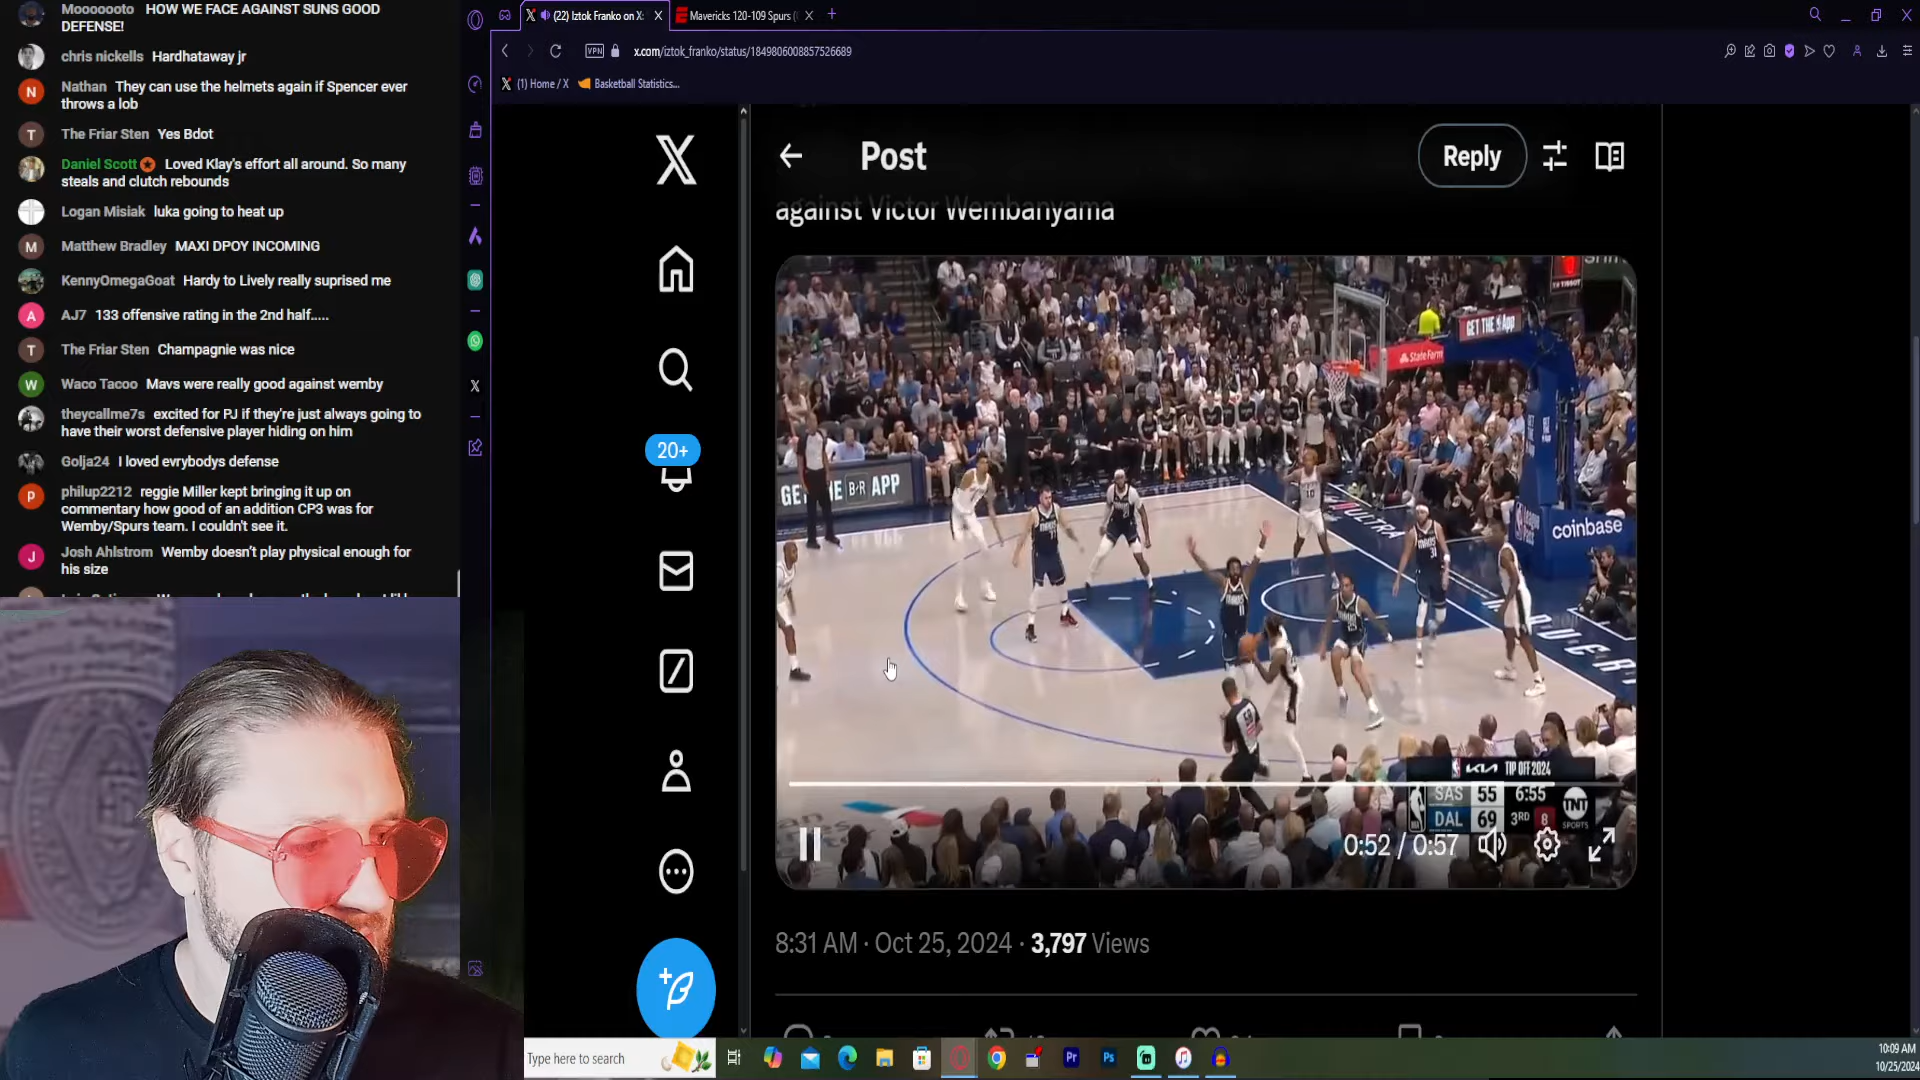 Mooooooto HOW WE FACE AGAINST SUNS GOOD
DEFENSE!
chris nickells Hardhataway jr
Nathan They can use the helmets again if Spencer ever
throws a lob
The Friar Sten Yes Bdot
Daniel Scott Loved Klay's effort all around. So many
steals and clutch rebounds
Logan Misiak luka going to heat up
Matthew Bradley MAXI DPOY INCOMING
KennyOmegaGoat Hardy to Lively really suprised me
AJ7 133 offensive rating in the 2nd half.....
The Friar Sten Champagnie was nice
Waco Tacoo Mavs were really good against wemby
theycallme7s excited for PJ if they're just always going to
have their worst defensive player hiding on him
Golja24 I loved evrybodys defense
philup2212 reggie Miller kept bringing it up on
commentary how good of an addition CP3 was for
Wemby/Spurs team. I couldn't see it.
Josh Ahlstrom Wemby doesn't play physical enough for
his size
(22) Iztok Franko on X:
Mavericks 120-109 Spurs (
VPN
x.com/iztok_franko/status/1849806008857526689
(1) Home / X
Basketball Statistics...
Post
Reply
against Victor Wembanyama
20+
GET THE App
State Farm
B/R APP
ULTRA
coinbase
MAVS
KIA TIP OFF 2024
SAS 55 6:55
DAL 69 3RD 8
TNT
SPORTS
0:52 / 0:57
8:31 AM · Oct 25, 2024 · 3,797 Views
Type here to search
Pr
Ps
10:09 AM
10/25/2024